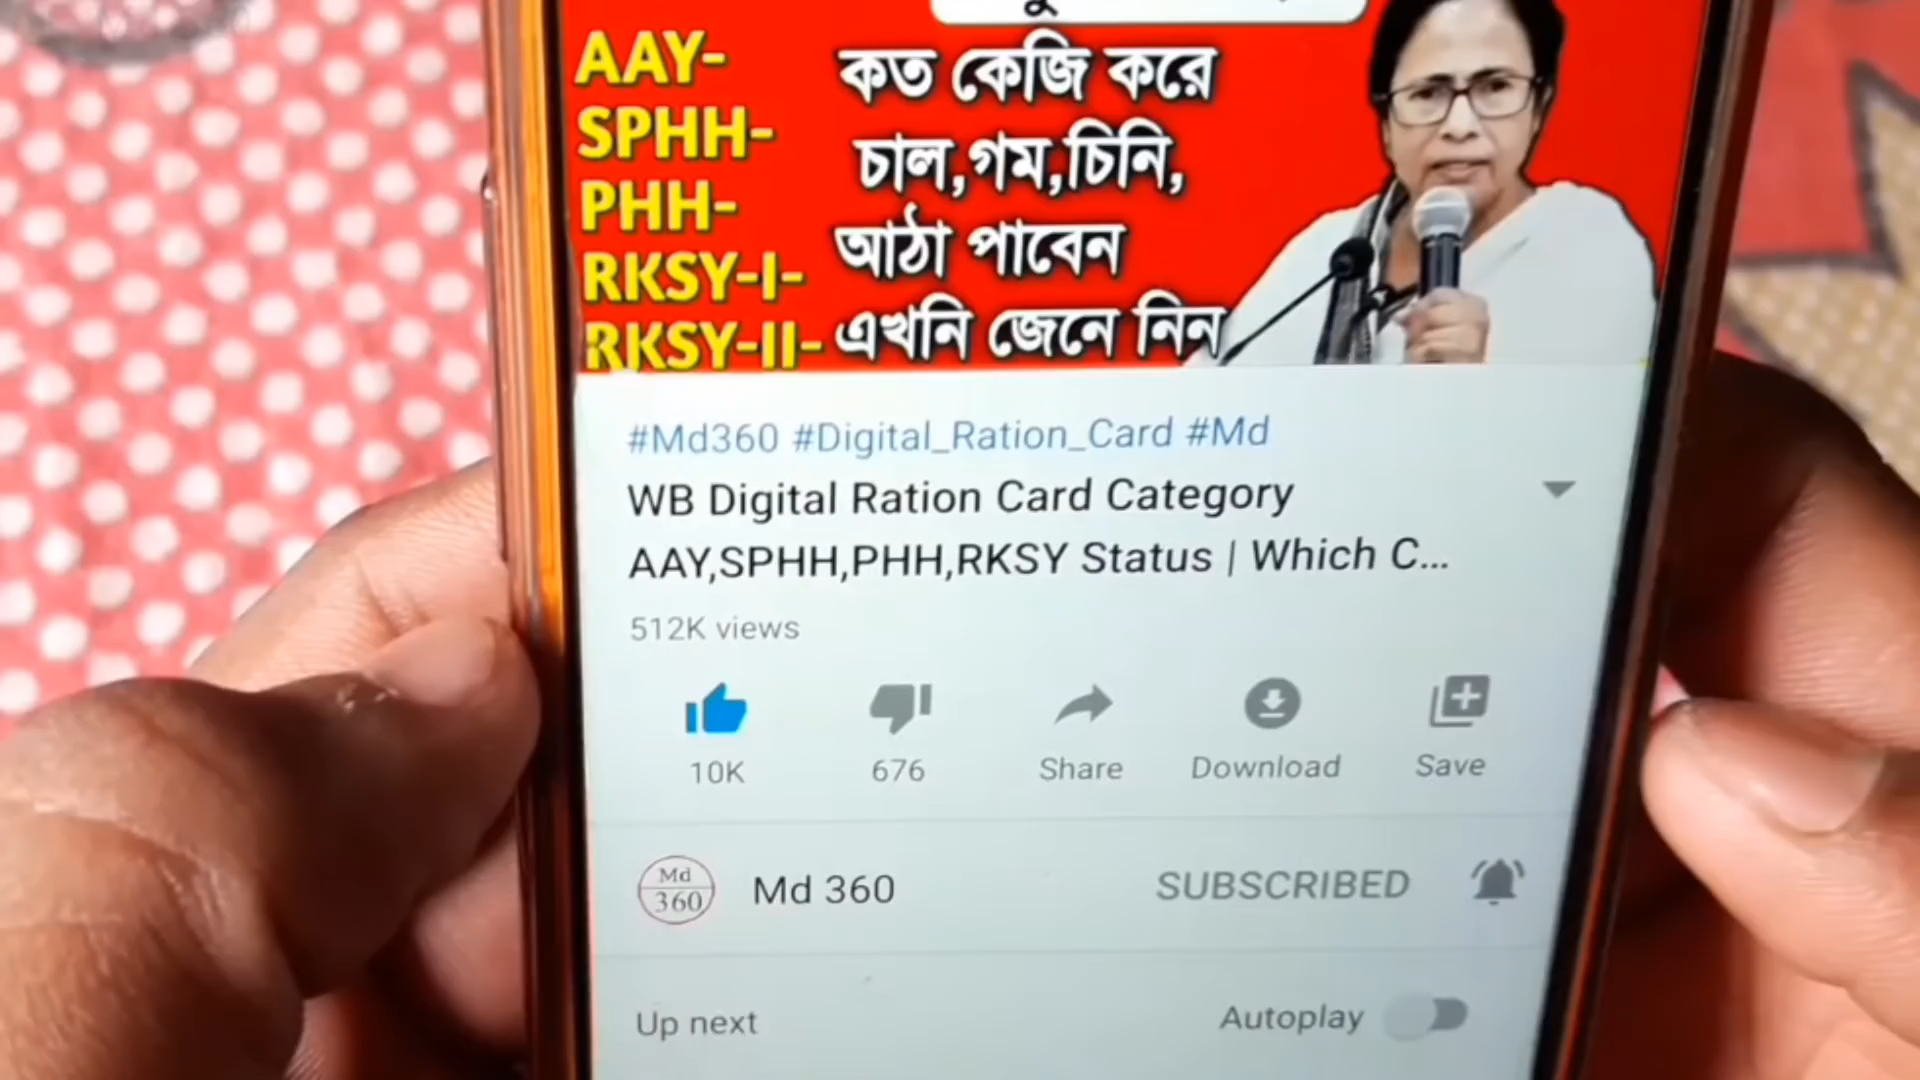 AAY-
SPHH-
PHH-
RKSY-I-
RKSY-II-
কত কেজি করে
চাল,গম,চিনি,
আঠা পাবেন
এখনি জেনে নিন
#Md360 #Digital_Ration_Card #Md
WB Digital Ration Card Category
AAY,SPHH,PHH,RKSY Status | Which C...
512K views
10K 676 Share Download Save
Md
360
Md 360 SUBSCRIBED
Up next Autoplay